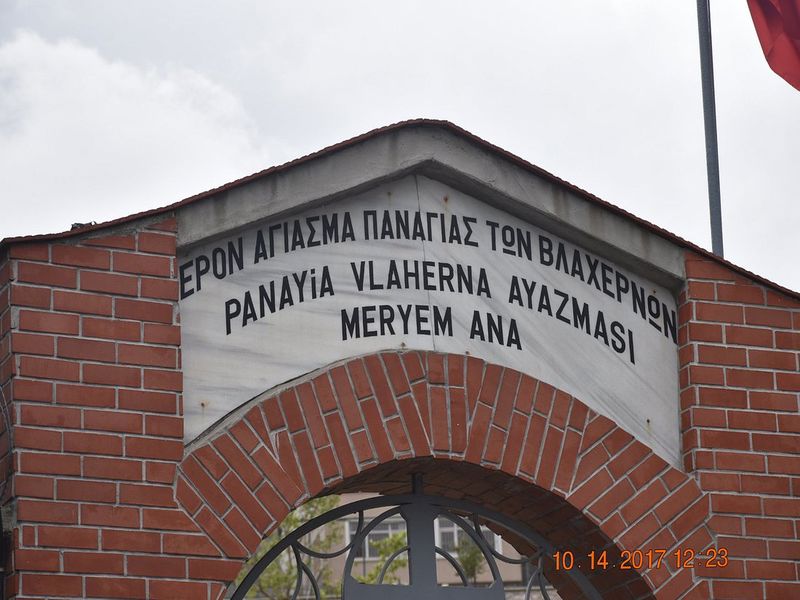 ΕΡΟΝ ΑΓΙΑΣΜΑ ΠΑΝΑΓΙΑΣ ΤΩΝ ΒΛΑΧΕΡΝΩΝ
PANAYiA VLAHERNA AYAZMASI
MERYEM ANA
10.14.2017 12:23